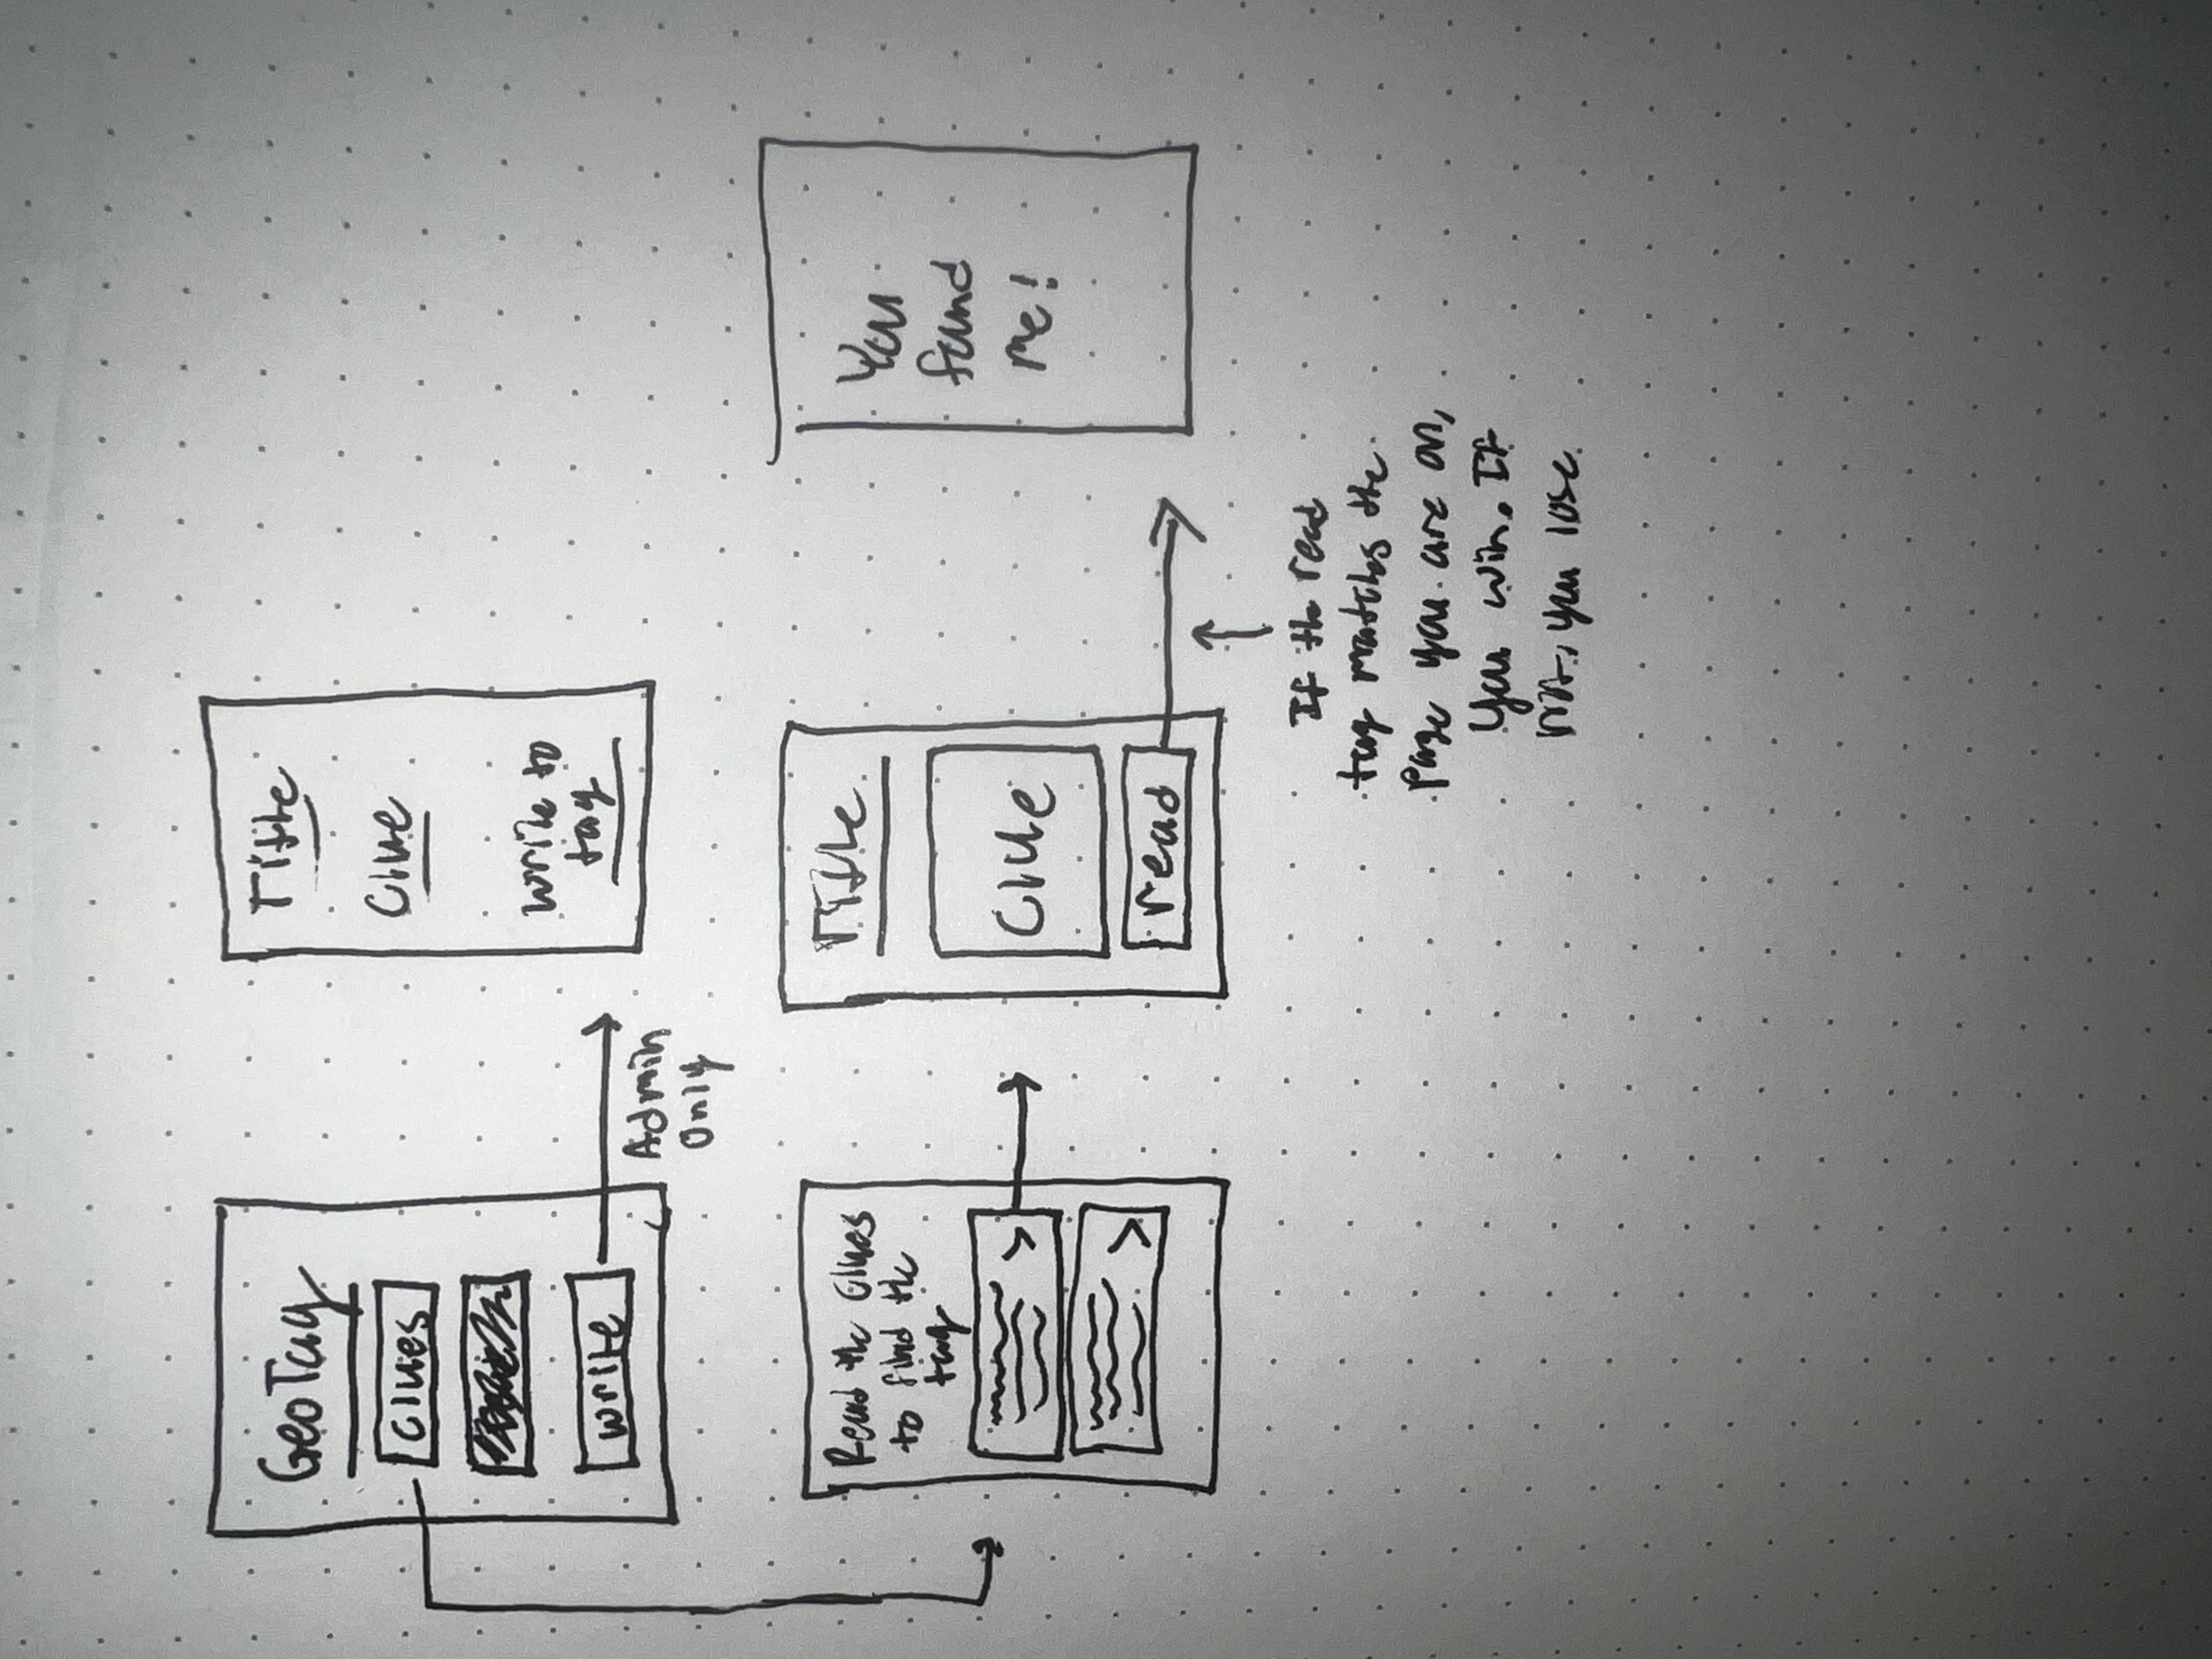 GeoTag
Clues
write
Admin
Only
Title
Clue
write to
tag
Read the Clues
to find the
tag
Title
Clue
read
You
found
me!
If the read
tag matches the
page you are on,
you win. If
not, you lose.